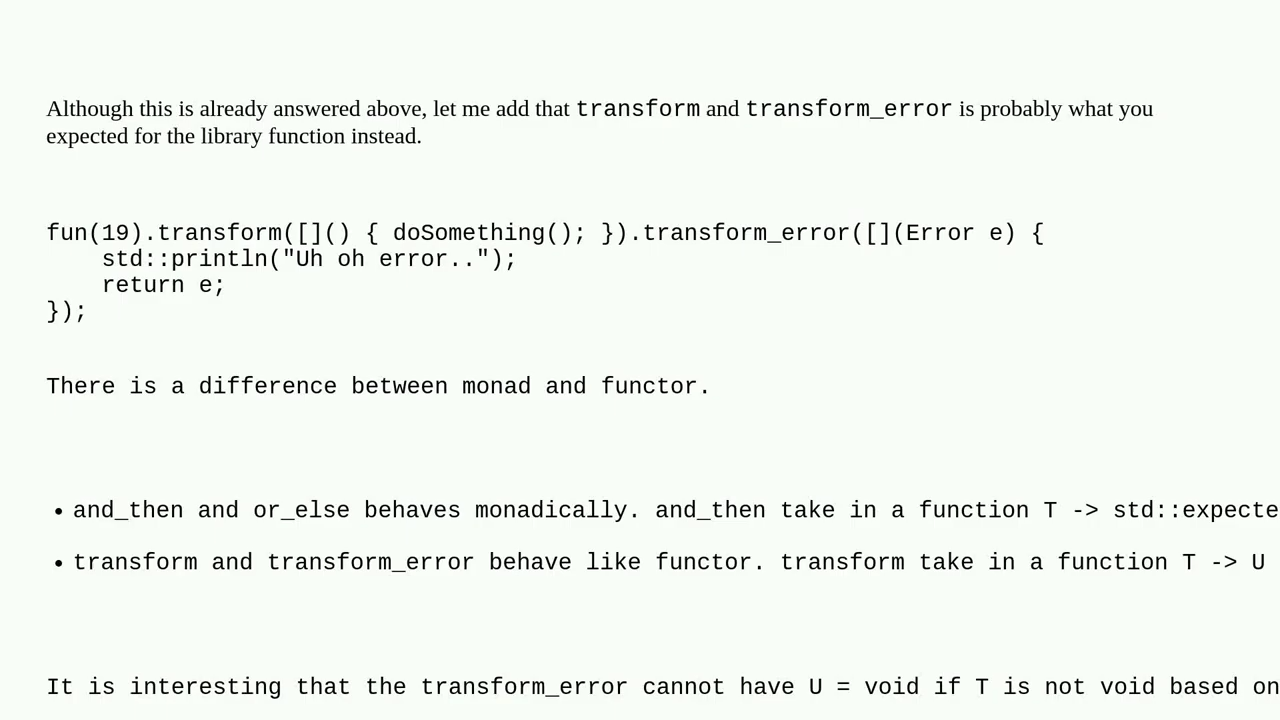 Although this is already answered above, let me add that transform and transform_error is probably what you
expected for the library function instead.
fun(19).transform([]() { doSomething(); }).transform_error([](Error e) {
    std::println("Uh oh error..");
    return e;
});
There is a difference between monad and functor.
• and_then and or_else behaves monadically. and_then take in a function T -> std::expecte
• transform and transform_error behave like functor. transform take in a function T -> U
It is interesting that the transform_error cannot have U = void if T is not void based on